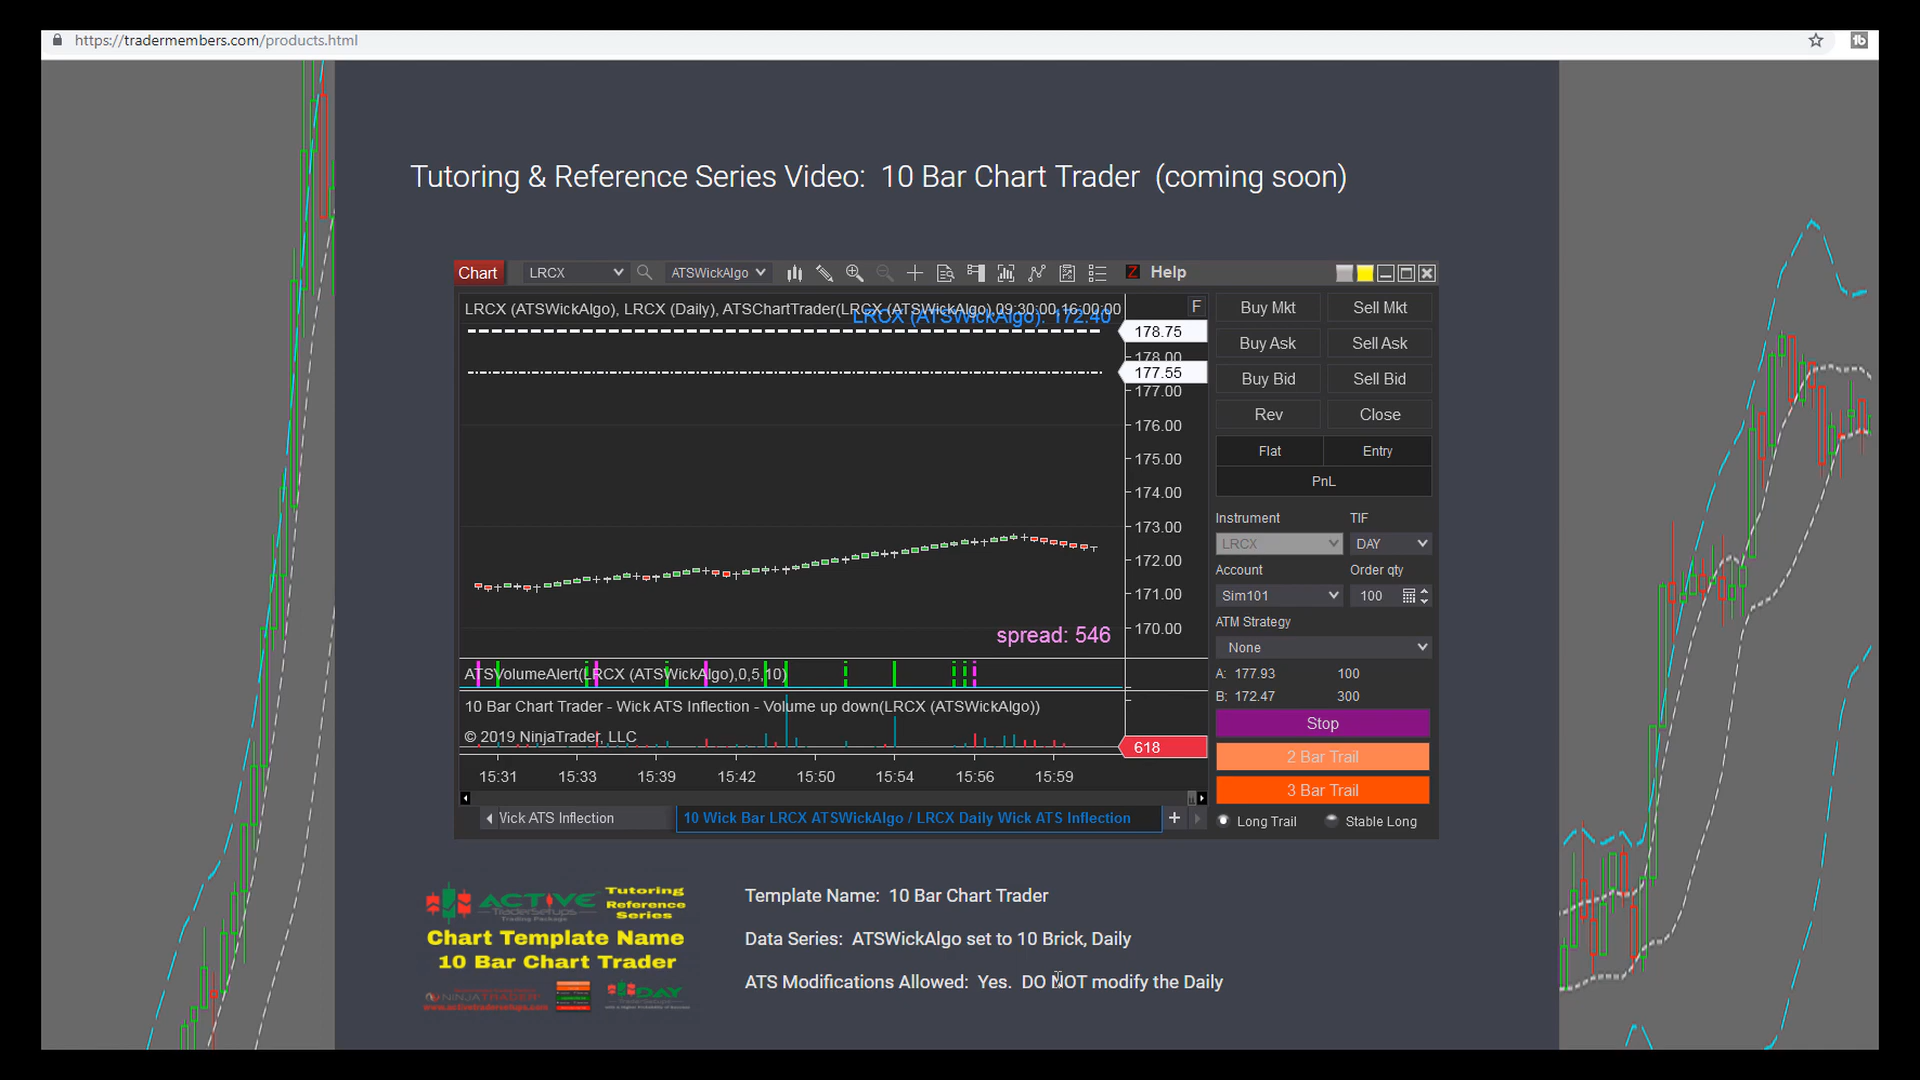 https://tradermembers.com/products.html
Tutoring & Reference Series Video: 10 Bar Chart Trader (coming soon)
Chart LRCX ATSWickAlgo Z Help
LRCX (ATSWickAlgo), LRCX (Daily), ATSChartTrader(LRCX (ATSWickAlgo),09:30:00,16:00:00
LRCX (ATSWickAlgo): 172.40
F
178.75
178.00
177.55
177.00
176.00
175.00
174.00
173.00
172.00
171.00
170.00
spread: 546
ATSVolumeAlert(LRCX (ATSWickAlgo),0,5,10)
10 Bar Chart Trader - Wick ATS Inflection - Volume up down(LRCX (ATSWickAlgo))
© 2019 NinjaTrader, LLC
618
15:31 15:33 15:39 15:42 15:50 15:54 15:56 15:59
Wick ATS Inflection
10 Wick Bar LRCX ATSWickAlgo / LRCX Daily Wick ATS Inflection
+
Buy Mkt Sell Mkt
Buy Ask Sell Ask
Buy Bid Sell Bid
Rev Close
Flat Entry
PnL
Instrument TIF
LRCX DAY
Account Order qty
Sim101 100
ATM Strategy
None
A: 177.93 100
B: 172.47 300
Stop
2 Bar Trail
3 Bar Trail
Long Trail Stable Long
ACTIVE
TraderSetups
Trading Package
Tutoring
Reference
Series
Chart Template Name
10 Bar Chart Trader
NINJATRADER
www.activetradersetups.com
DAY
TraderSetups
Template Name: 10 Bar Chart Trader
Data Series: ATSWickAlgo set to 10 Brick, Daily
ATS Modifications Allowed: Yes. DO NOT modify the Daily